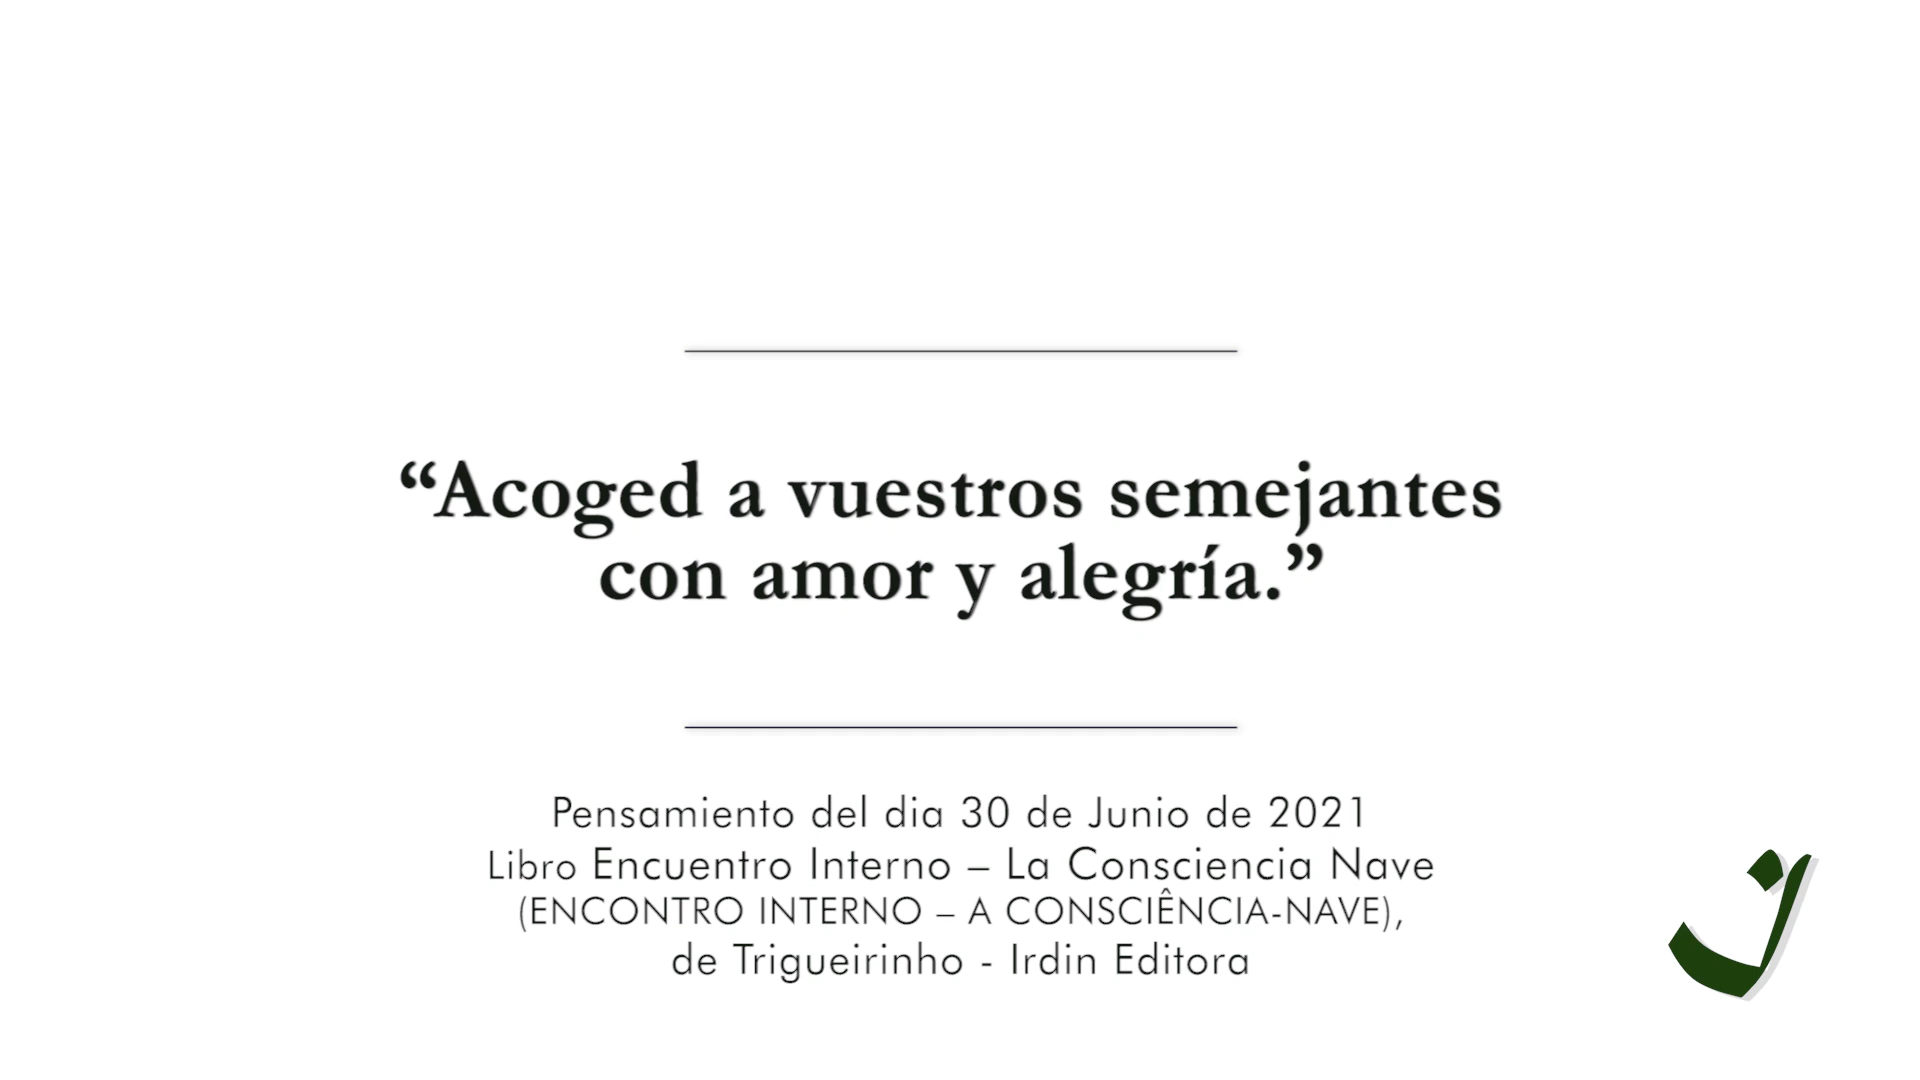 “Acoged a vuestros semejantes
con amor y alegría.”
Pensamiento del dia 30 de Junio de 2021
Libro Encuentro Interno – La Consciencia Nave
(ENCONTRO INTERNO – A CONSCIÊNCIA-NAVE),
de Trigueirinho - Irdin Editora